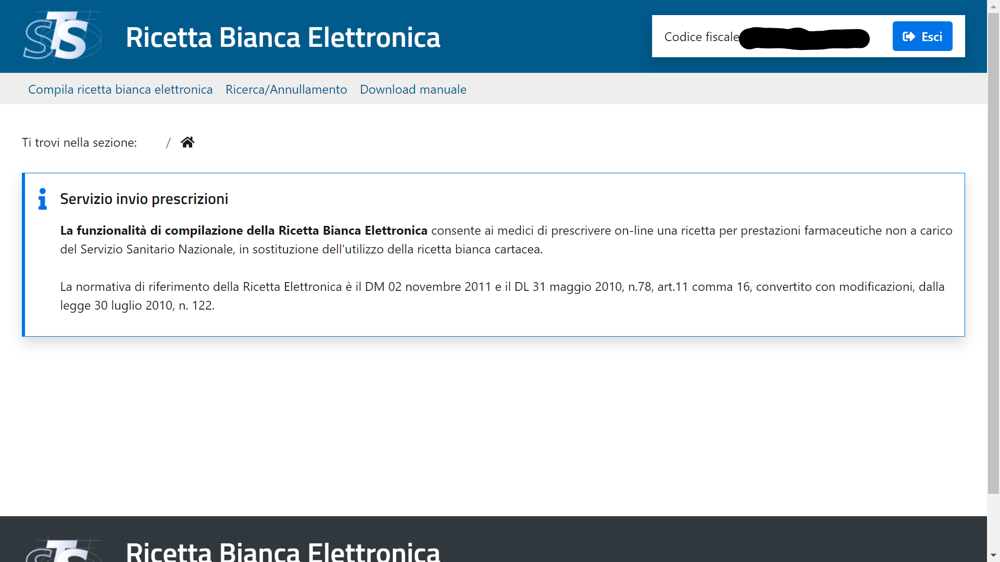 STS
Ricetta Bianca Elettronica
Codice fiscale
Esci
Compila ricetta bianca elettronica
Ricerca/Annullamento
Download manuale
Ti trovi nella sezione: /
Servizio invio prescrizioni
La funzionalità di compilazione della Ricetta Bianca Elettronica consente ai medici di prescrivere on-line una ricetta per prestazioni farmaceutiche non a carico
del Servizio Sanitario Nazionale, in sostituzione dell'utilizzo della ricetta bianca cartacea.
La normativa di riferimento della Ricetta Elettronica è il DM 02 novembre 2011 e il DL 31 maggio 2010, n.78, art.11 comma 16, convertito con modificazioni, dalla
legge 30 luglio 2010, n. 122.
STS
Ricetta Bianca Elettronica